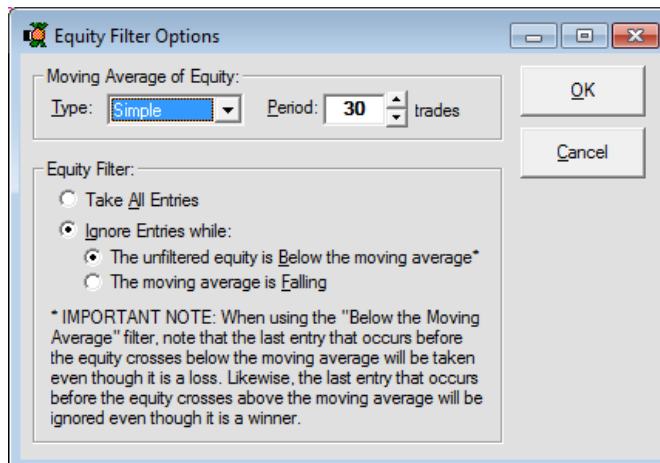 Equity Filter Options
Moving Average of Equity:
Type: Simple Period: 30 trades
OK
Cancel
Equity Filter:
Take All Entries
Ignore Entries while:
The unfiltered equity is Below the moving average*
The moving average is Falling
* IMPORTANT NOTE: When using the "Below the Moving
Average" filter, note that the last entry that occurs before
the equity crosses below the moving average will be taken
even though it is a loss. Likewise, the last entry that occurs
before the equity crosses above the moving average will be
ignored even though it is a winner.